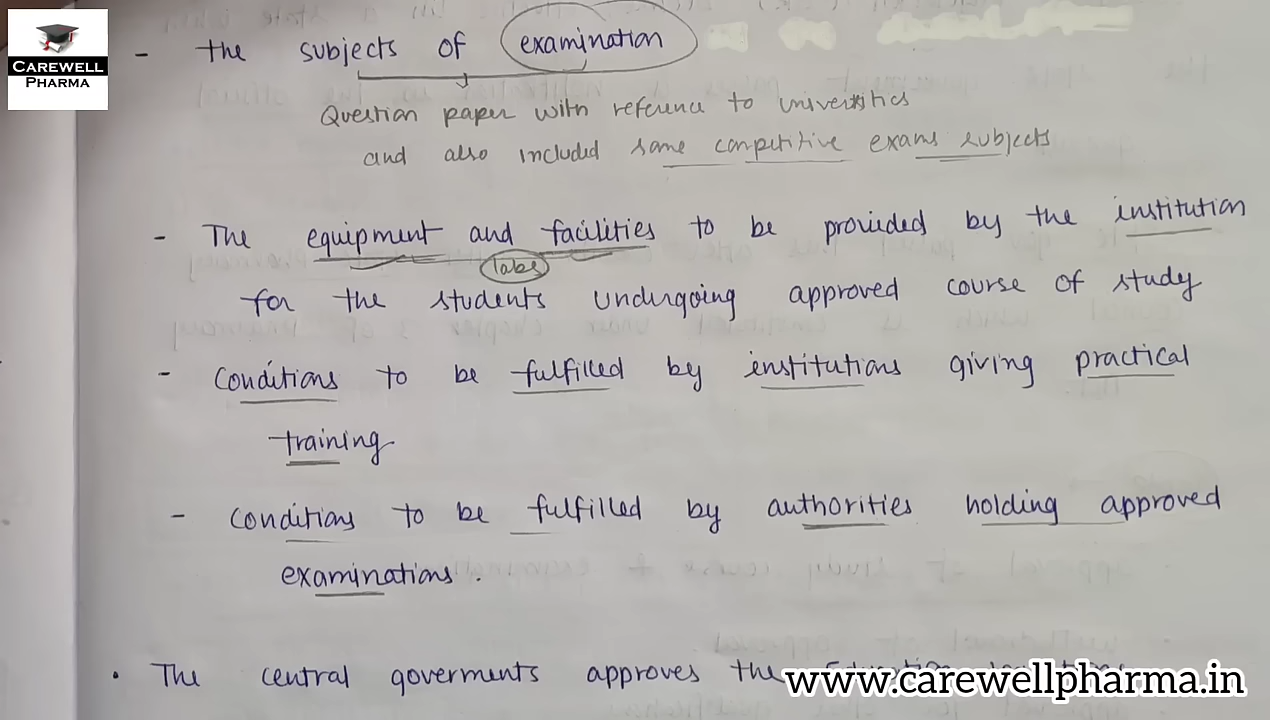 CAREWELL
PHARMA
- the subjects of examination
Question paper with reference to universitics
and also included some competitive exams subjects
- The equipment and facilities to be provided by the institution
labs
for the students undergoing approved course of study
- conditions to be fulfilled by institutions giving practical
training
- conditions to be fulfilled by authorities holding approved
examinations.
• The central goverments approves the
www.carewellpharma.in